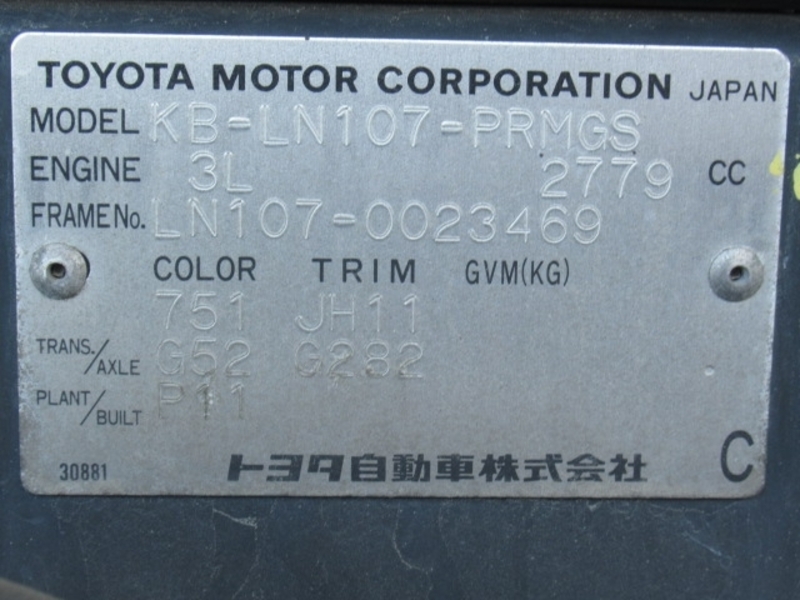 TOYOTA MOTOR CORPORATION JAPAN
MODEL KB-LN107-PRMGS
ENGINE 3L 2779 CC
FRAME No. LN107-0023469
COLOR TRIM GVM(KG)
751 JH11
TRANS./AXLE G52 G282
PLANT/BUILT P11
30881 トヨタ自動車株式会社 C